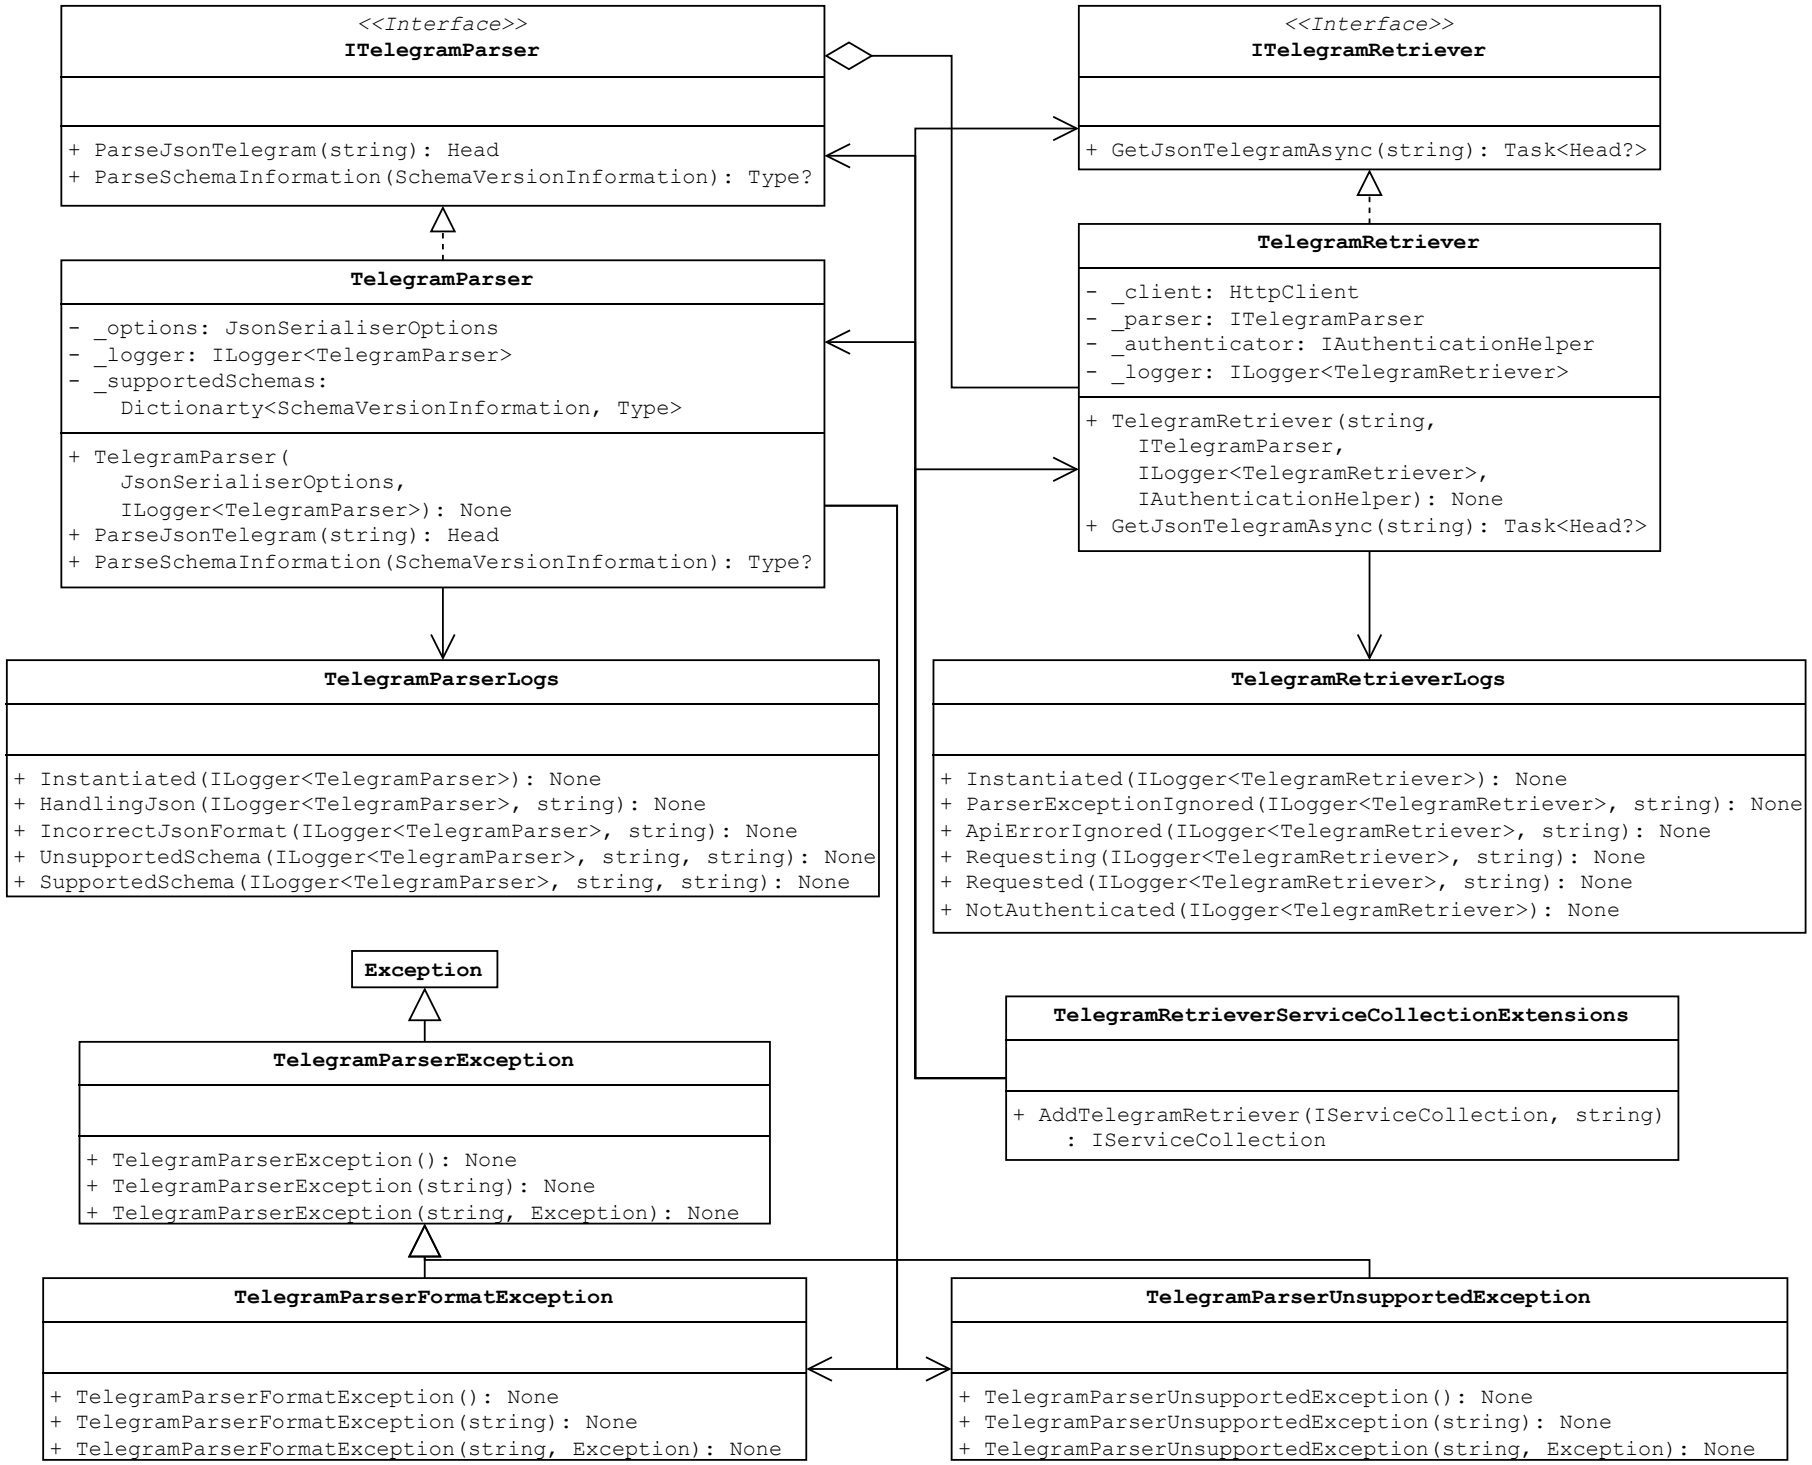 <<Interface>>
ITelegramParser
+ ParseJsonTelegram(string): Head
+ ParseSchemaInformation(SchemaVersionInformation): Type?
<<Interface>>
ITelegramRetriever
+ GetJsonTelegramAsync(string): Task<Head?>
TelegramParser
- _options: JsonSerialiserOptions
- _logger: ILogger<TelegramParser>
- _supportedSchemas:
Dictionarty<SchemaVersionInformation, Type>
+ TelegramParser(
JsonSerialiserOptions,
ILogger<TelegramParser>): None
+ ParseJsonTelegram(string): Head
+ ParseSchemaInformation(SchemaVersionInformation): Type?
TelegramRetriever
- _client: HttpClient
- _parser: ITelegramParser
- _authenticator: IAuthenticationHelper
- _logger: ILogger<TelegramRetriever>
+ TelegramRetriever(string,
ITelegramParser,
ILogger<TelegramRetriever>,
IAuthenticationHelper): None
+ GetJsonTelegramAsync(string): Task<Head?>
TelegramParserLogs
+ Instantiated(ILogger<TelegramParser>): None
+ HandlingJson(ILogger<TelegramParser>, string): None
+ IncorrectJsonFormat(ILogger<TelegramParser>, string): None
+ UnsupportedSchema(ILogger<TelegramParser>, string, string): None
+ SupportedSchema(ILogger<TelegramParser>, string, string): None
TelegramRetrieverLogs
+ Instantiated(ILogger<TelegramRetriever>): None
+ ParserExceptionIgnored(ILogger<TelegramRetriever>, string): None
+ ApiErrorIgnored(ILogger<TelegramRetriever>, string): None
+ Requesting(ILogger<TelegramRetriever>, string): None
+ Requested(ILogger<TelegramRetriever>, string): None
+ NotAuthenticated(ILogger<TelegramRetriever>): None
Exception
TelegramParserException
+ TelegramParserException(): None
+ TelegramParserException(string): None
+ TelegramParserException(string, Exception): None
TelegramRetrieverServiceCollectionExtensions
+ AddTelegramRetriever(IServiceCollection, string)
: IServiceCollection
TelegramParserFormatException
+ TelegramParserFormatException(): None
+ TelegramParserFormatException(string): None
+ TelegramParserFormatException(string, Exception): None
TelegramParserUnsupportedException
+ TelegramParserUnsupportedException(): None
+ TelegramParserUnsupportedException(string): None
+ TelegramParserUnsupportedException(string, Exception): None